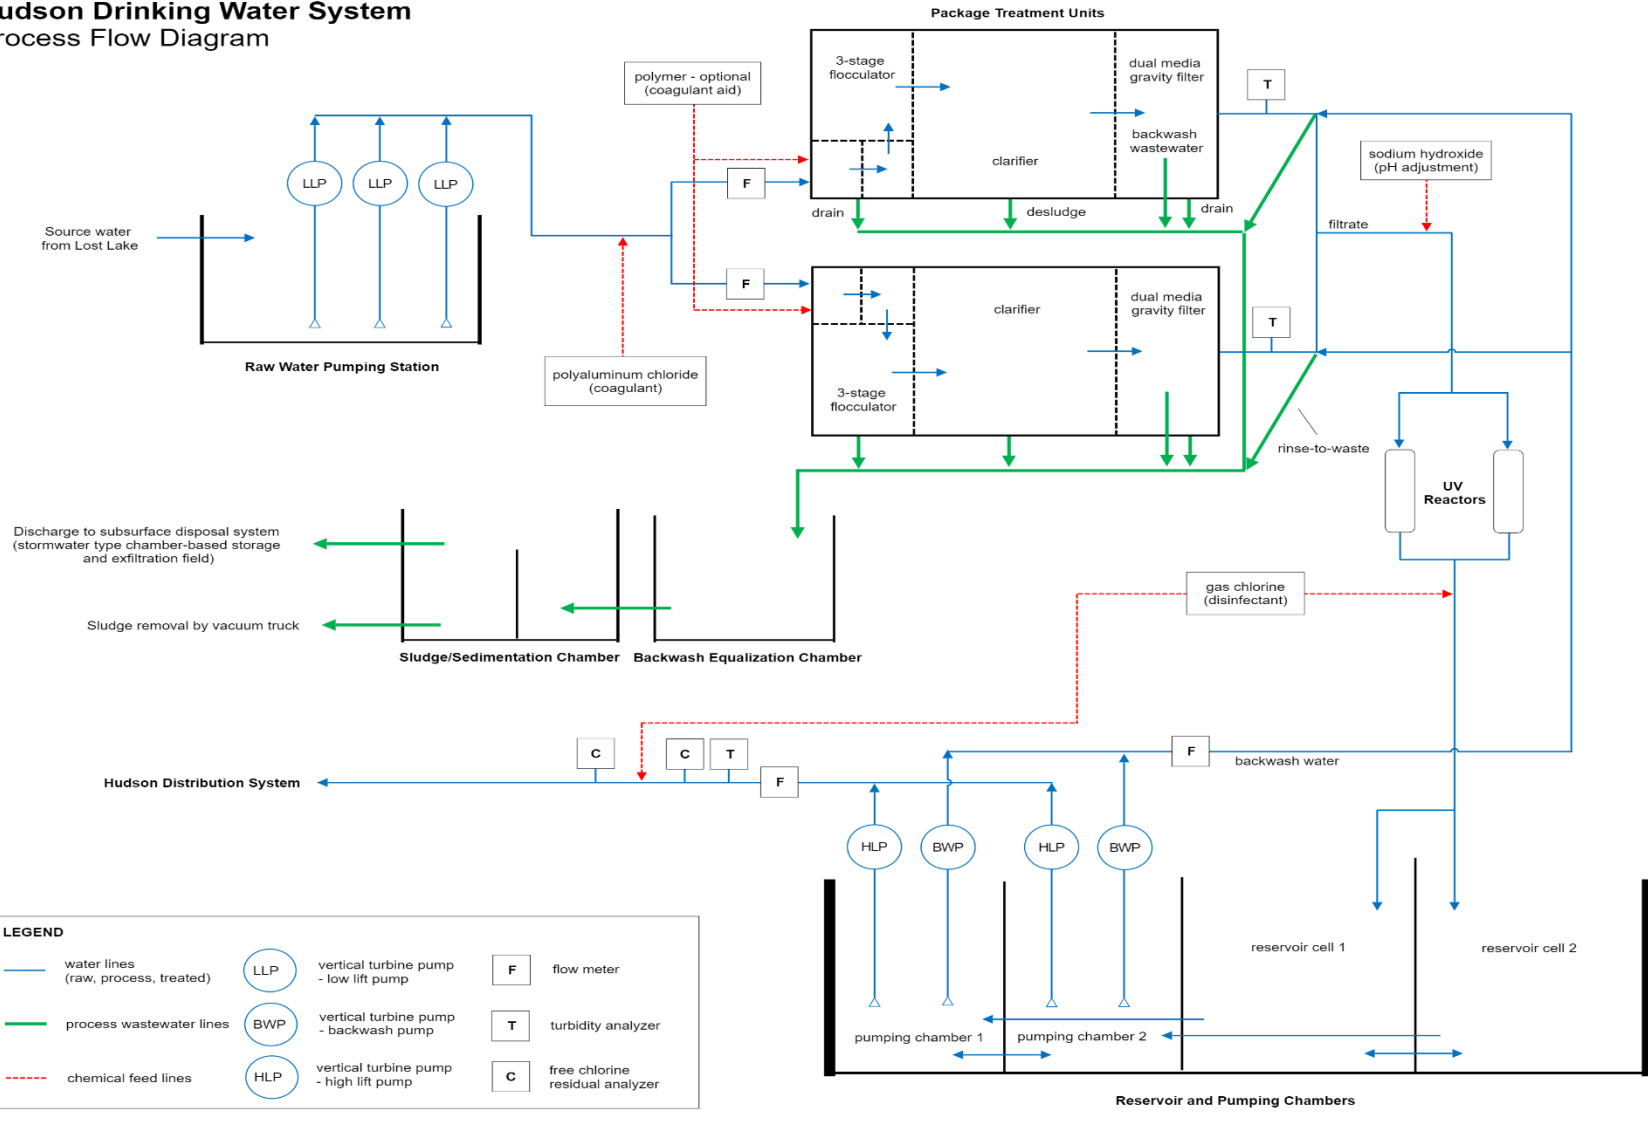 udson Drinking Water System
rocess Flow Diagram
Package Treatment Units
3-stage
flocculator
dual media
gravity filter
T
polymer - optional
(coagulant aid)
backwash
wastewater
clarifier
sodium hydroxide
(pH adjustment)
LLP
LLP
LLP
F
drain
desludge
drain
filtrate
Source water
from Lost Lake
F
clarifier
dual media
gravity filter
T
Raw Water Pumping Station
polyaluminum chloride
(coagulant)
3-stage
flocculator
rinse-to-waste
UV
Reactors
Discharge to subsurface disposal system
(stormwater type chamber-based storage
and exfiltration field)
gas chlorine
(disinfectant)
Sludge removal by vacuum truck
Sludge/Sedimentation Chamber
Backwash Equalization Chamber
C
C
T
F
F
backwash water
Hudson Distribution System
HLP
BWP
HLP
BWP
reservoir cell 1
reservoir cell 2
pumping chamber 1
pumping chamber 2
Reservoir and Pumping Chambers
LEGEND
water lines
(raw, process, treated)
LLP
vertical turbine pump
- low lift pump
F
flow meter
process wastewater lines
BWP
vertical turbine pump
- backwash pump
T
turbidity analyzer
chemical feed lines
HLP
vertical turbine pump
- high lift pump
C
free chlorine
residual analyzer